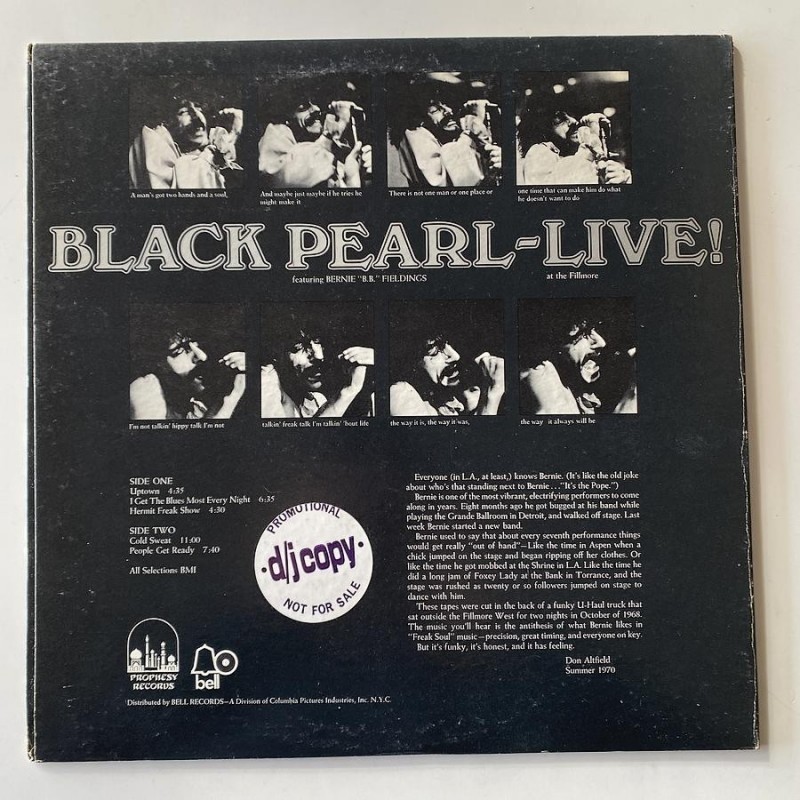 A man's got two hands and a soul,
And maybe just maybe if he tries he
might make it
There is not one man or one place or
one time that can make him do what
he doesn't want to do
BLACK PEARL-LIVE!
featuring BERNIE "B.B." FIELDINGS
at the Fillmore
I'm not talkin' hippy talk I'm not
talkin' freak talk I'm talkin' 'bout life
the way it is, the way it was,
the way it always will be
SIDE ONE
Uptown 4:35
I Get The Blues Most Every Night 6:35
Hermit Freak Show 4:30
SIDE TWO
Cold Sweat 11:00
People Get Ready 7:40
All Selections BMI
PROMOTIONAL
d/j copy
NOT FOR SALE
Everyone (in L.A., at least,) knows Bernie. (It's like the old joke
about who's that standing next to Bernie..."It's the Pope.")
Bernie is one of the most vibrant, electrifying performers to come
along in years. Eight months ago he got bugged at his band while
playing the Grande Ballroom in Detroit, and walked off stage. Last
week Bernie started a new band.
Bernie used to say that about every seventh performance things
would get really "out of hand"—Like the time in Aspen when a
chick jumped on the stage and began ripping off her clothes. Or
like the time he got mobbed at the Shrine in L.A. Like the time he
did a long jam of Foxey Lady at the Bank in Torrance, and the
stage was rushed as twenty or so followers jumped on stage to
dance with him.
These tapes were cut in the back of a funky U-Haul truck that
sat outside the Fillmore West for two nights in October of 1968.
The music you'll hear is the antithesis of what Bernie likes in
"Freak Soul" music—precision, great timing, and everyone on key.
But it's funky, it's honest, and it has feeling.
Don Altfield
Summer 1970
PROPHESY
RECORDS
bell
Distributed by BELL RECORDS—A Division of Columbia Pictures Industries, Inc. N.Y.C.